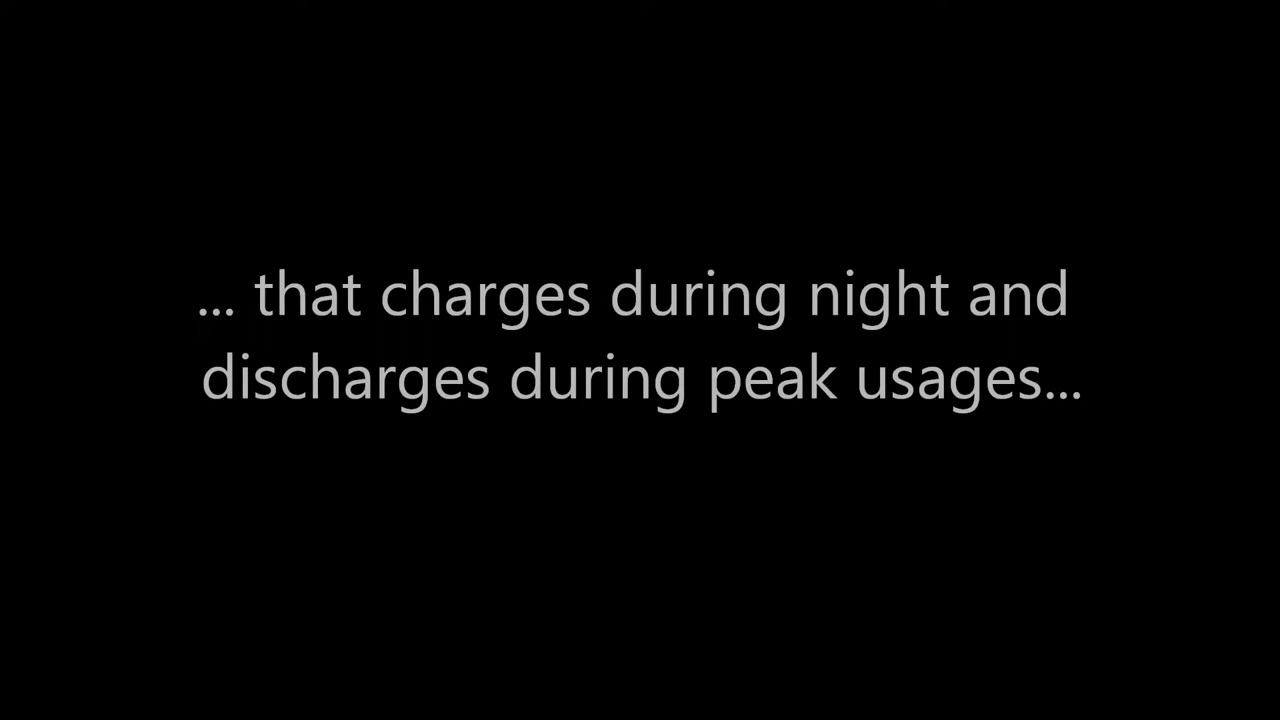 ... that charges during night and
discharges during peak usages...